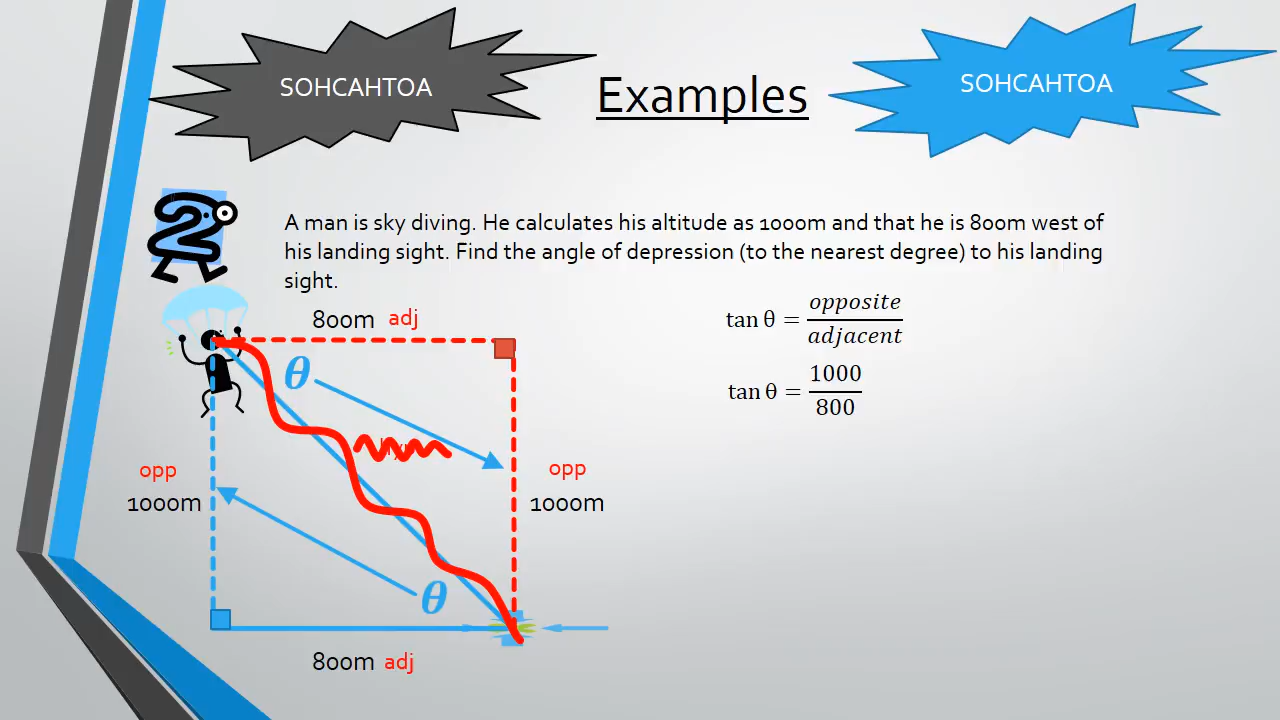 SOHCAHTOA
Examples
SOHCAHTOA
A man is sky diving. He calculates his altitude as 1000m and that he is 800m west of
his landing sight. Find the angle of depression (to the nearest degree) to his landing
sight.
800m adj
tan θ = opposite / adjacent
tan θ = 1000 / 800
θ
opp
1000m
opp
1000m
θ
800m adj